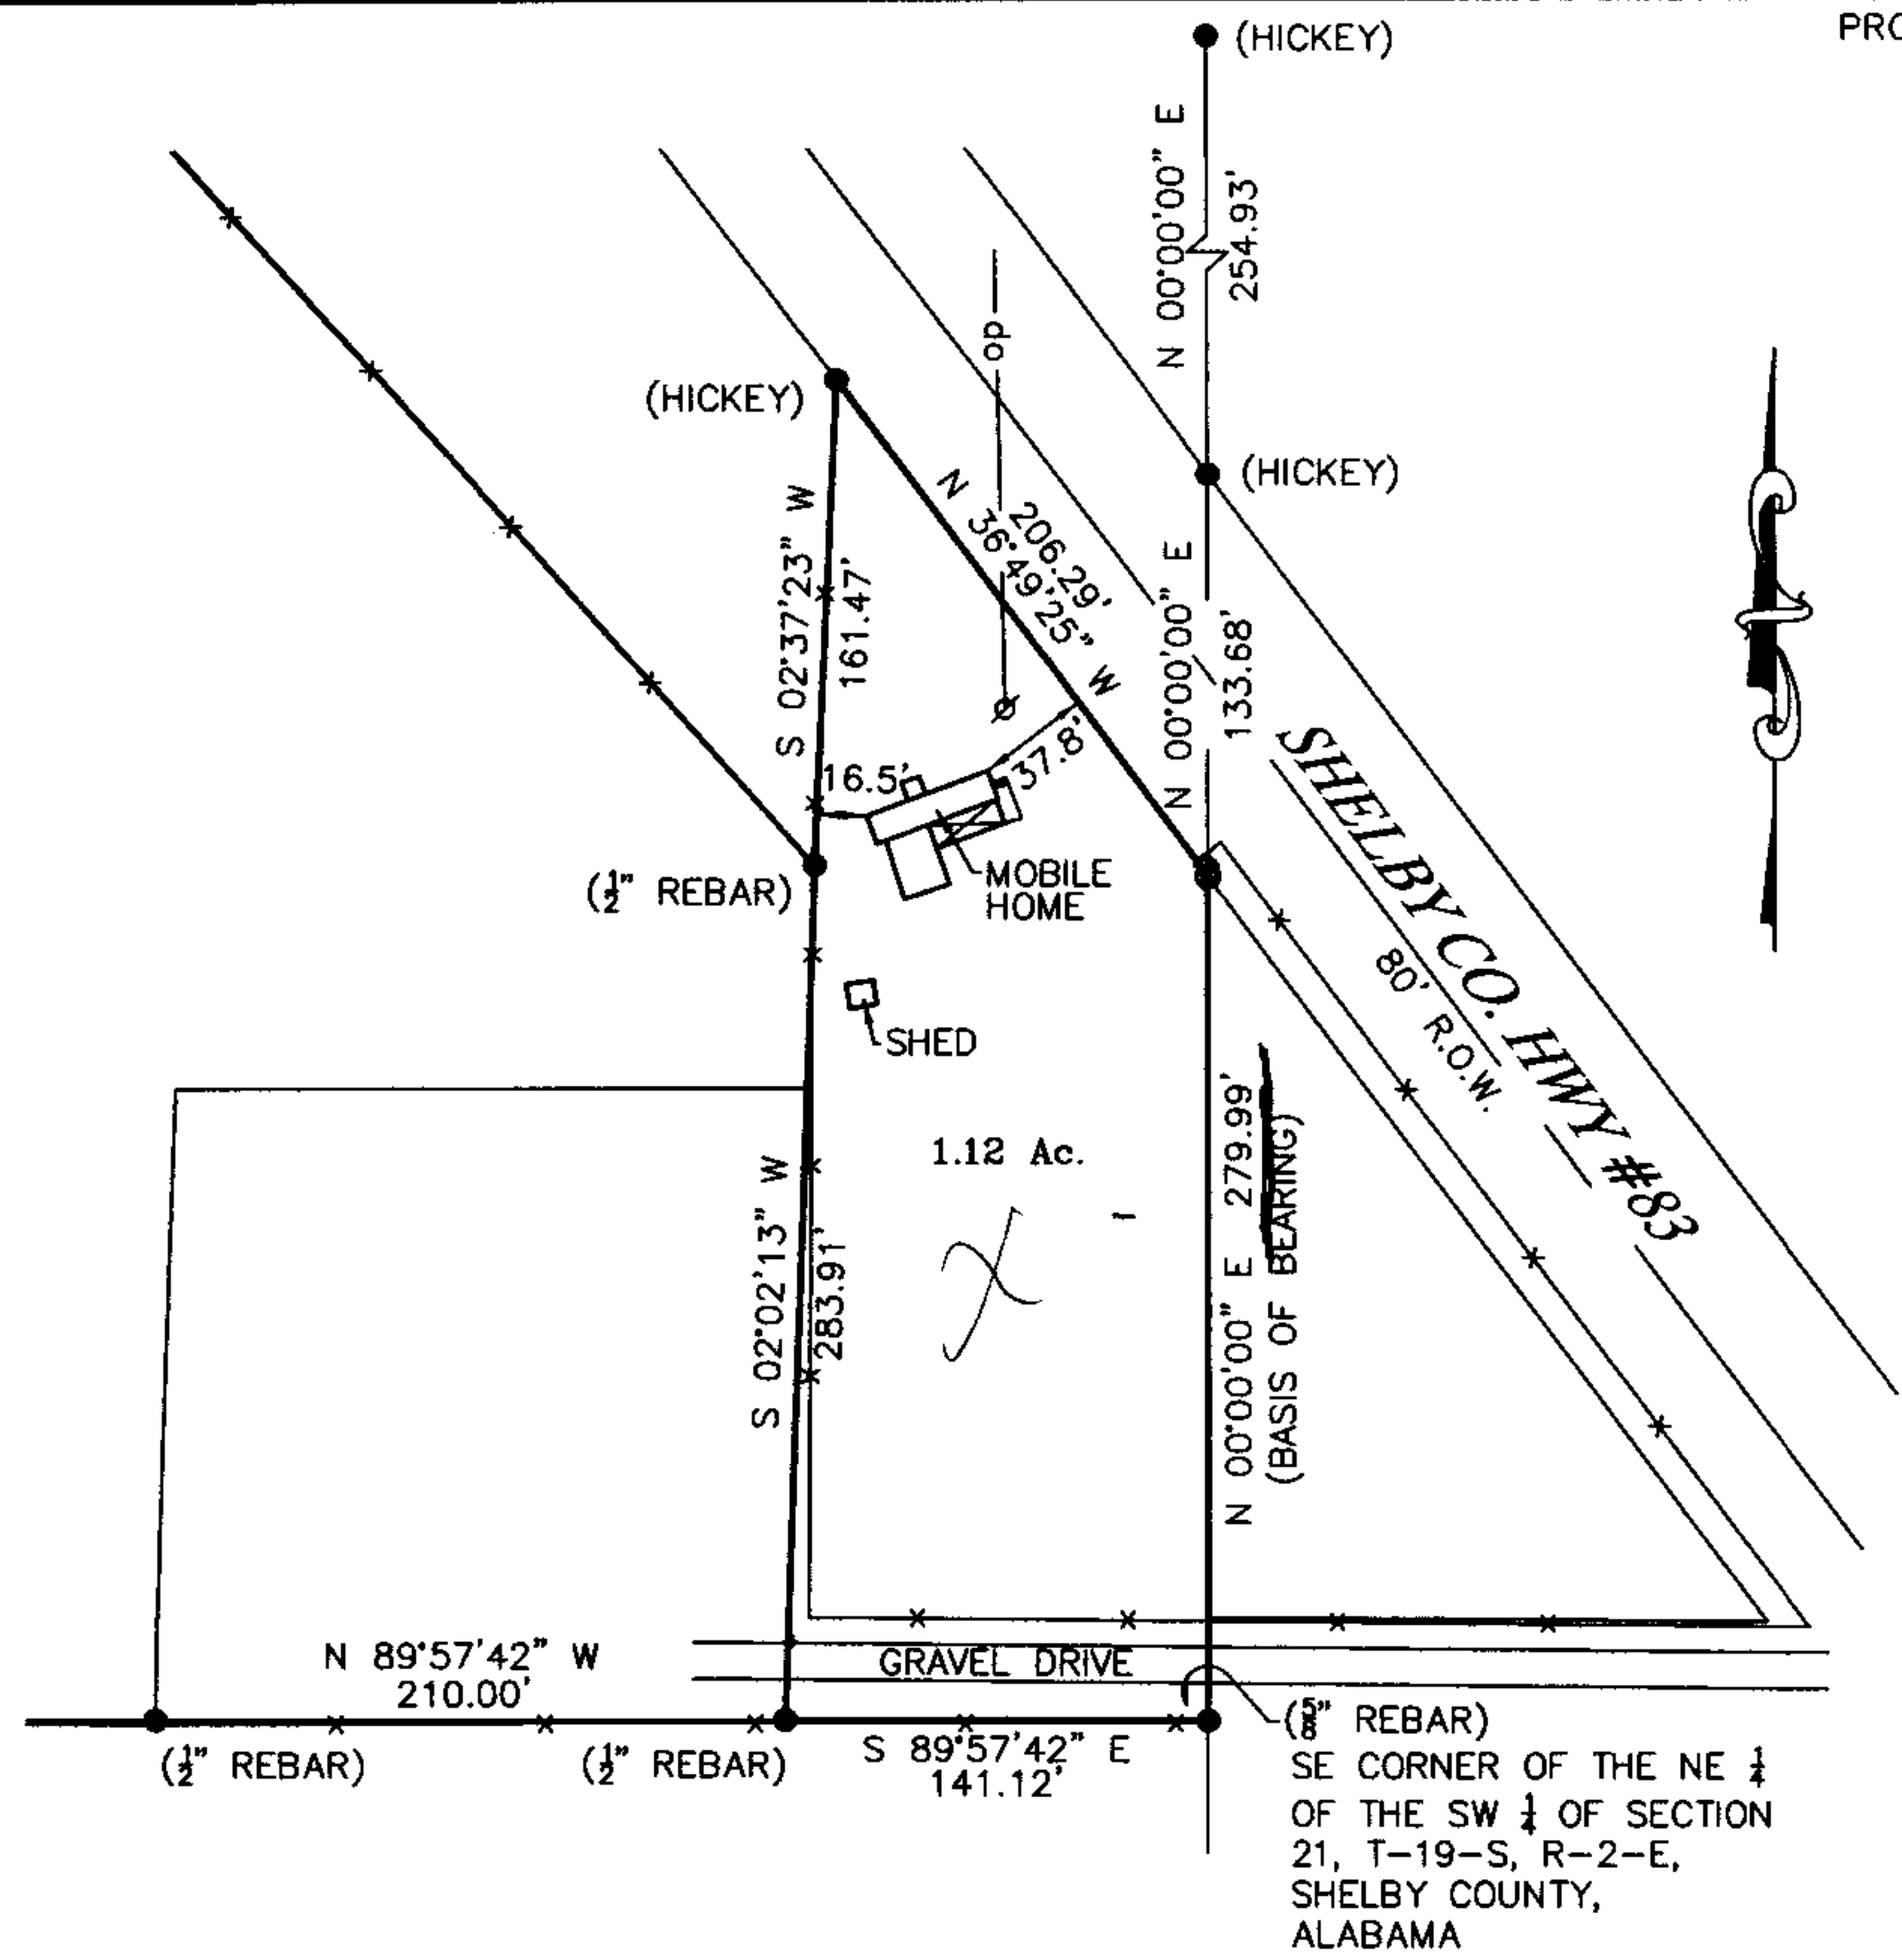 PRO
(HICKEY)
N 00°00'00" E
254.93'
(HICKEY)
(HICKEY)
N 00°00'00" E
133.68'
op
206.29'
N 36°49'25" W
S 02°37'23" W
161.47'
16.5'
137.8'
MOBILE
HOME
(½" REBAR)
SHED
SHELBY CO. HWY #83
80' R.O.W.
1.12 Ac.
N 00°00'00" E 279.99'
(BASIS OF BEARING)
S 02°02'13" W
283.91'
GRAVEL DRIVE
N 89°57'42" W
210.00'
(½" REBAR)
(½" REBAR)
S 89°57'42" E
141.12'
(⅝" REBAR)
SE CORNER OF THE NE ¼
OF THE SW ¼ OF SECTION
21, T-19-S, R-2-E,
SHELBY COUNTY,
ALABAMA